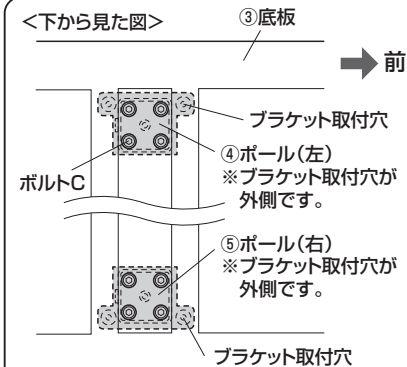 <下から見た図>
③底板
前
ブラケット取付穴
④ポール(左)
※ブラケット取付穴が
外側です。
ボルトC
⑤ポール(右)
※ブラケット取付穴が
外側です。
ブラケット取付穴